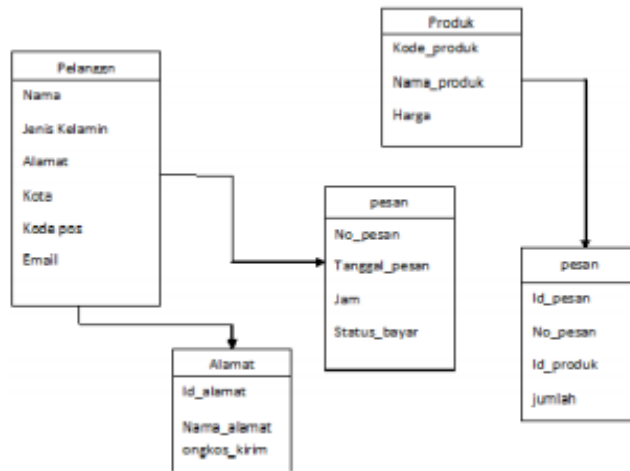 Produk
Kode_produk
Nama_produk
Harga
Pelanggn
Nama
Jenis Kelamin
Alamat
Kota
Kode pos
Email
pesan
No_pesan
Tanggal_pesan
Jam
Status_bayar
pesan
Id_pesan
No_pesan
Id_produk
jumlah
Alamat
Id_alamat
Nama_alamat
ongkos_kirim